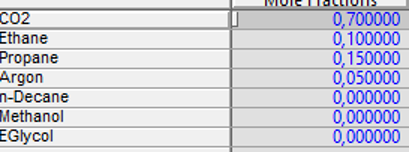 Mole Fractions
CO2 0,700000
Ethane 0,100000
Propane 0,150000
Argon 0,050000
n-Decane 0,000000
Methanol 0,000000
EGlycol 0,000000